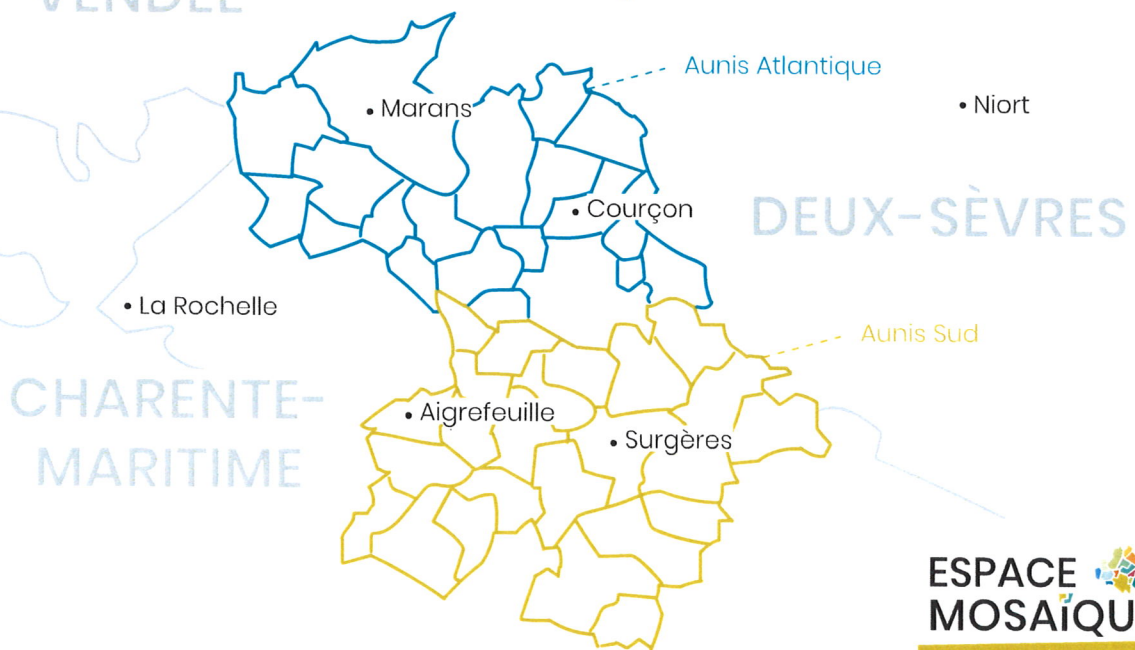 VENDÉE
Aunis Atlantique
• Marans
• Niort
• Courçon
DEUX-SÈVRES
• La Rochelle
Aunis Sud
CHARENTE-
MARITIME
• Aigrefeuille
• Surgères
ESPACE
MOSAÏQU